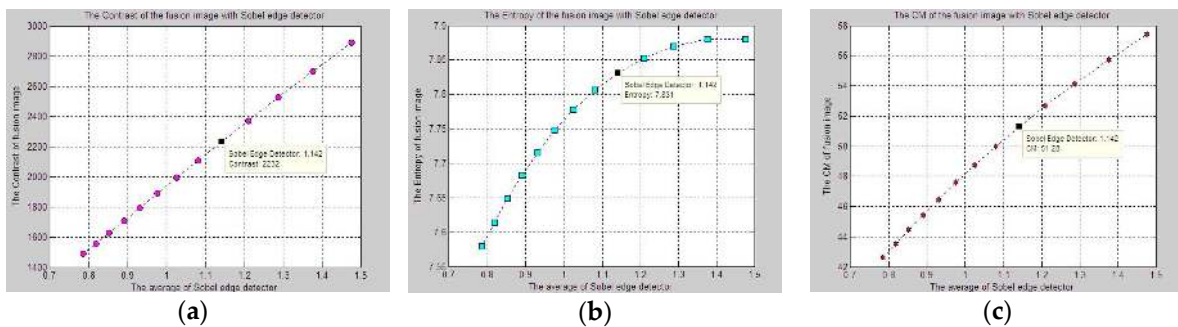 The Contrast of the fusion image with Sobel edge detector
3000
2800
2600
2400
2200
2000
1800
1600
1400
The Contrast of fusion image
Sobel Edge Detector: 1.142
Contrast: 2232
0.7 0.8 0.9 1 1.1 1.2 1.3 1.4 1.5
The average of Sobel edge detector
(a)
The Entropy of the fusion image with Sobel edge detector
7.9
7.85
7.8
7.75
7.7
7.65
7.6
7.55
The Entropy of fusion image
Sobel Edge Detector: 1.142
Entropy: 7.831
0.7 0.8 0.9 1 1.1 1.2 1.3 1.4 1.5
The average of Sobel edge detector
(b)
The CM of the fusion image with Sobel edge detector
58
56
54
52
50
48
46
44
42
The CM of fusion image
Sobel Edge Detector: 1.142
CM: 51.23
0.7 0.8 0.9 1 1.1 1.2 1.3 1.4 1.5
The average of Sobel edge detector
(c)